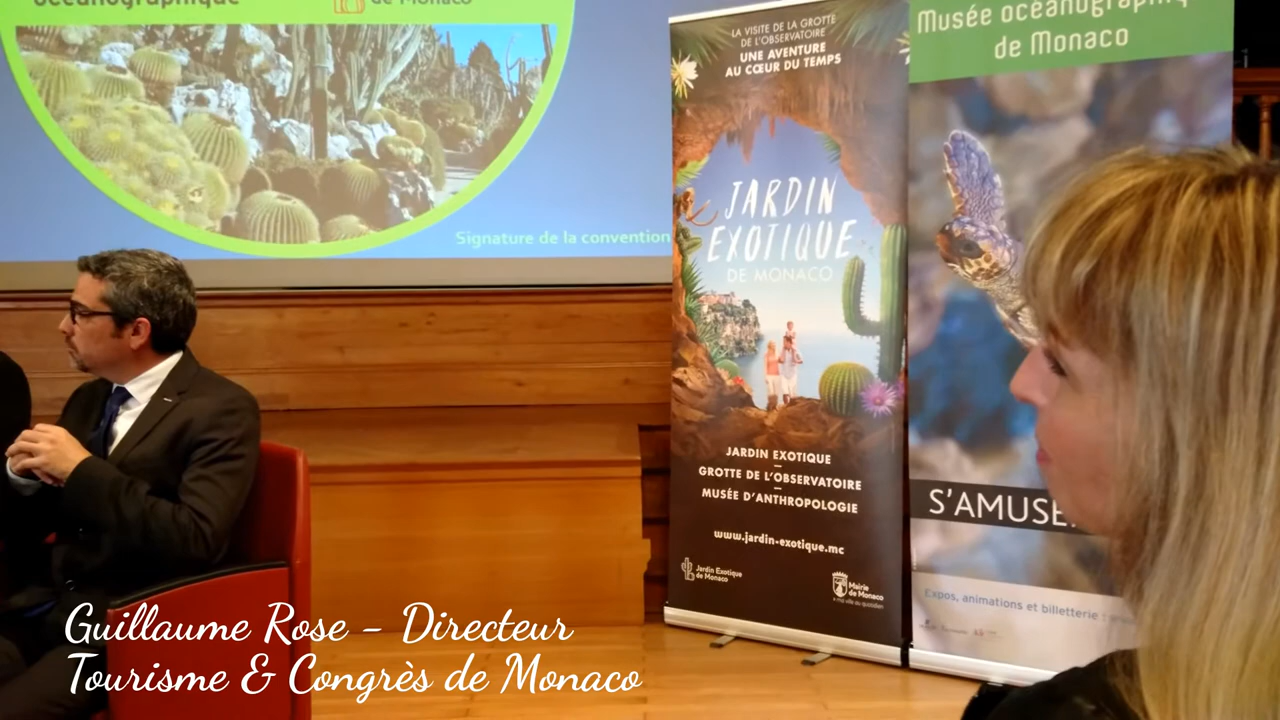 océanographique
de Monaco
Signature de la convention
LA VISITE DE LA GROTTE
DE L'OBSERVATOIRE
UNE AVENTURE
AU CŒUR DU TEMPS
JARDIN
EXOTIQUE
DE MONACO
JARDIN EXOTIQUE
GROTTE DE L'OBSERVATOIRE
MUSÉE D'ANTHROPOLOGIE
www.jardin-exotique.mc
Jardin Exotique
de Monaco
Mairie
de Monaco
Musée océanographiq
de Monaco
S'AMUSE
Expos, animations et billetterie :
Guillaume Rose - Directeur
Tourisme & Congrès de Monaco